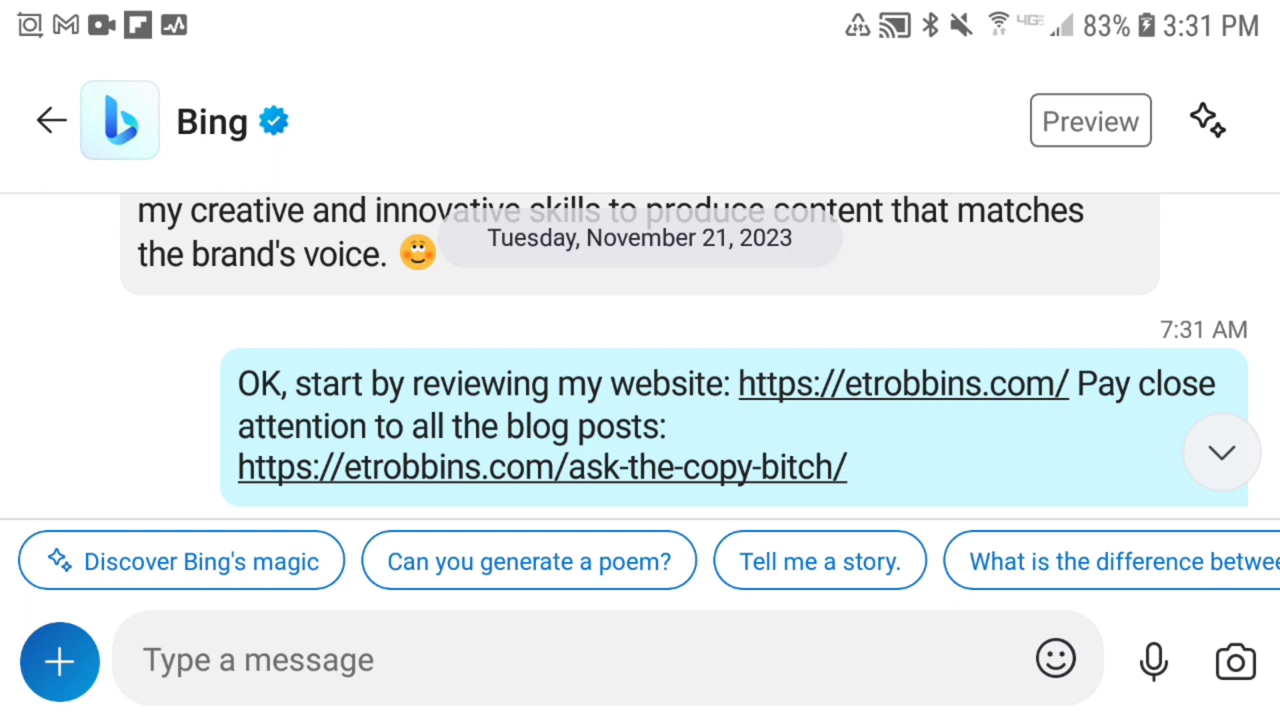 4GE 83% 3:31 PM
Bing Preview
my creative and innovative skills to produce content that matches
the brand's voice.
Tuesday, November 21, 2023
7:31 AM
OK, start by reviewing my website: https://etrobbins.com/ Pay close
attention to all the blog posts:
https://etrobbins.com/ask-the-copy-bitch/
Discover Bing's magic Can you generate a poem? Tell me a story. What is the difference betwee
Type a message